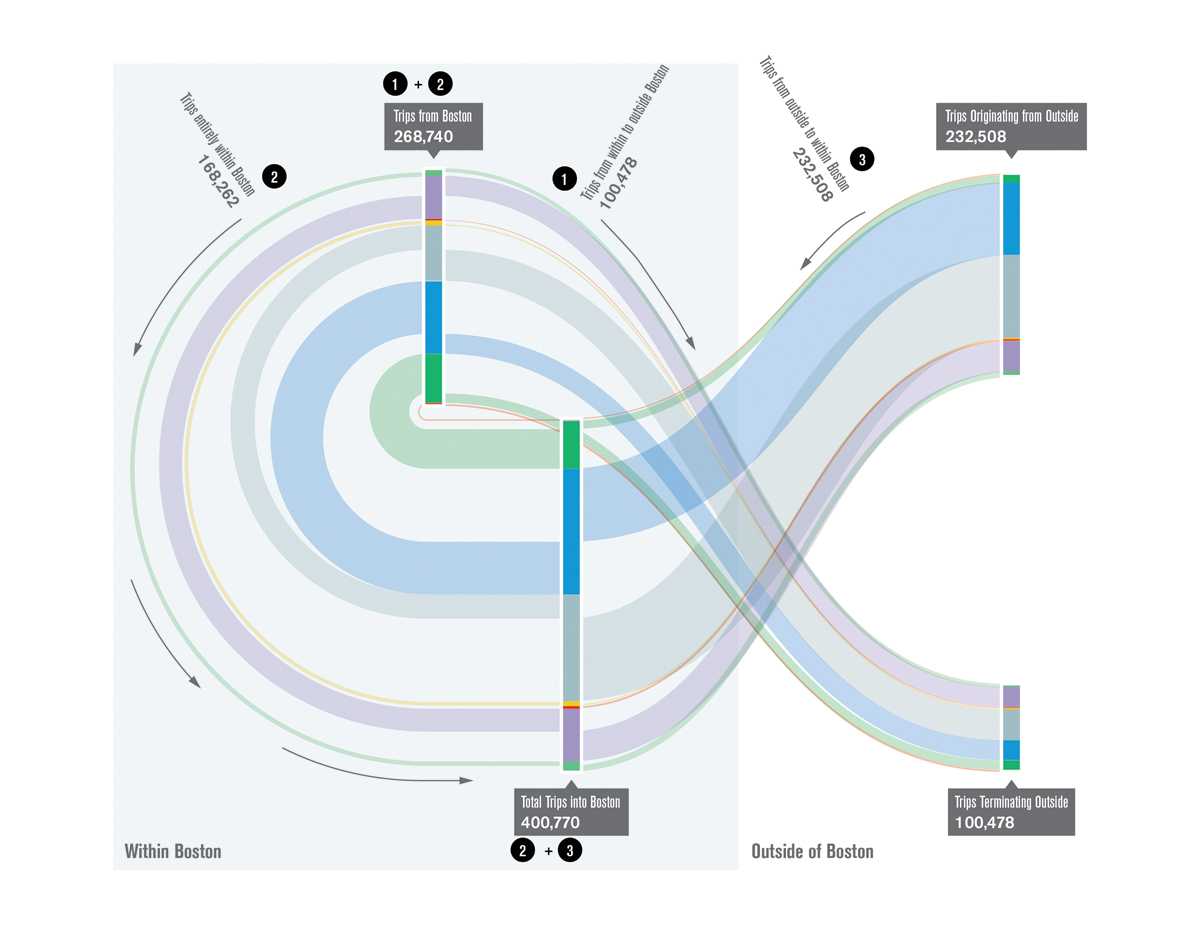 1 + 2
Trips from Boston
268,740
Trips entirely within Boston
168,262
2
1
Trips from within to outside Boston
100,478
Trips from outside to within Boston
232,508
3
Trips Originating from Outside
232,508
Total Trips into Boston
400,770
2 + 3
Trips Terminating Outside
100,478
Within Boston
Outside of Boston